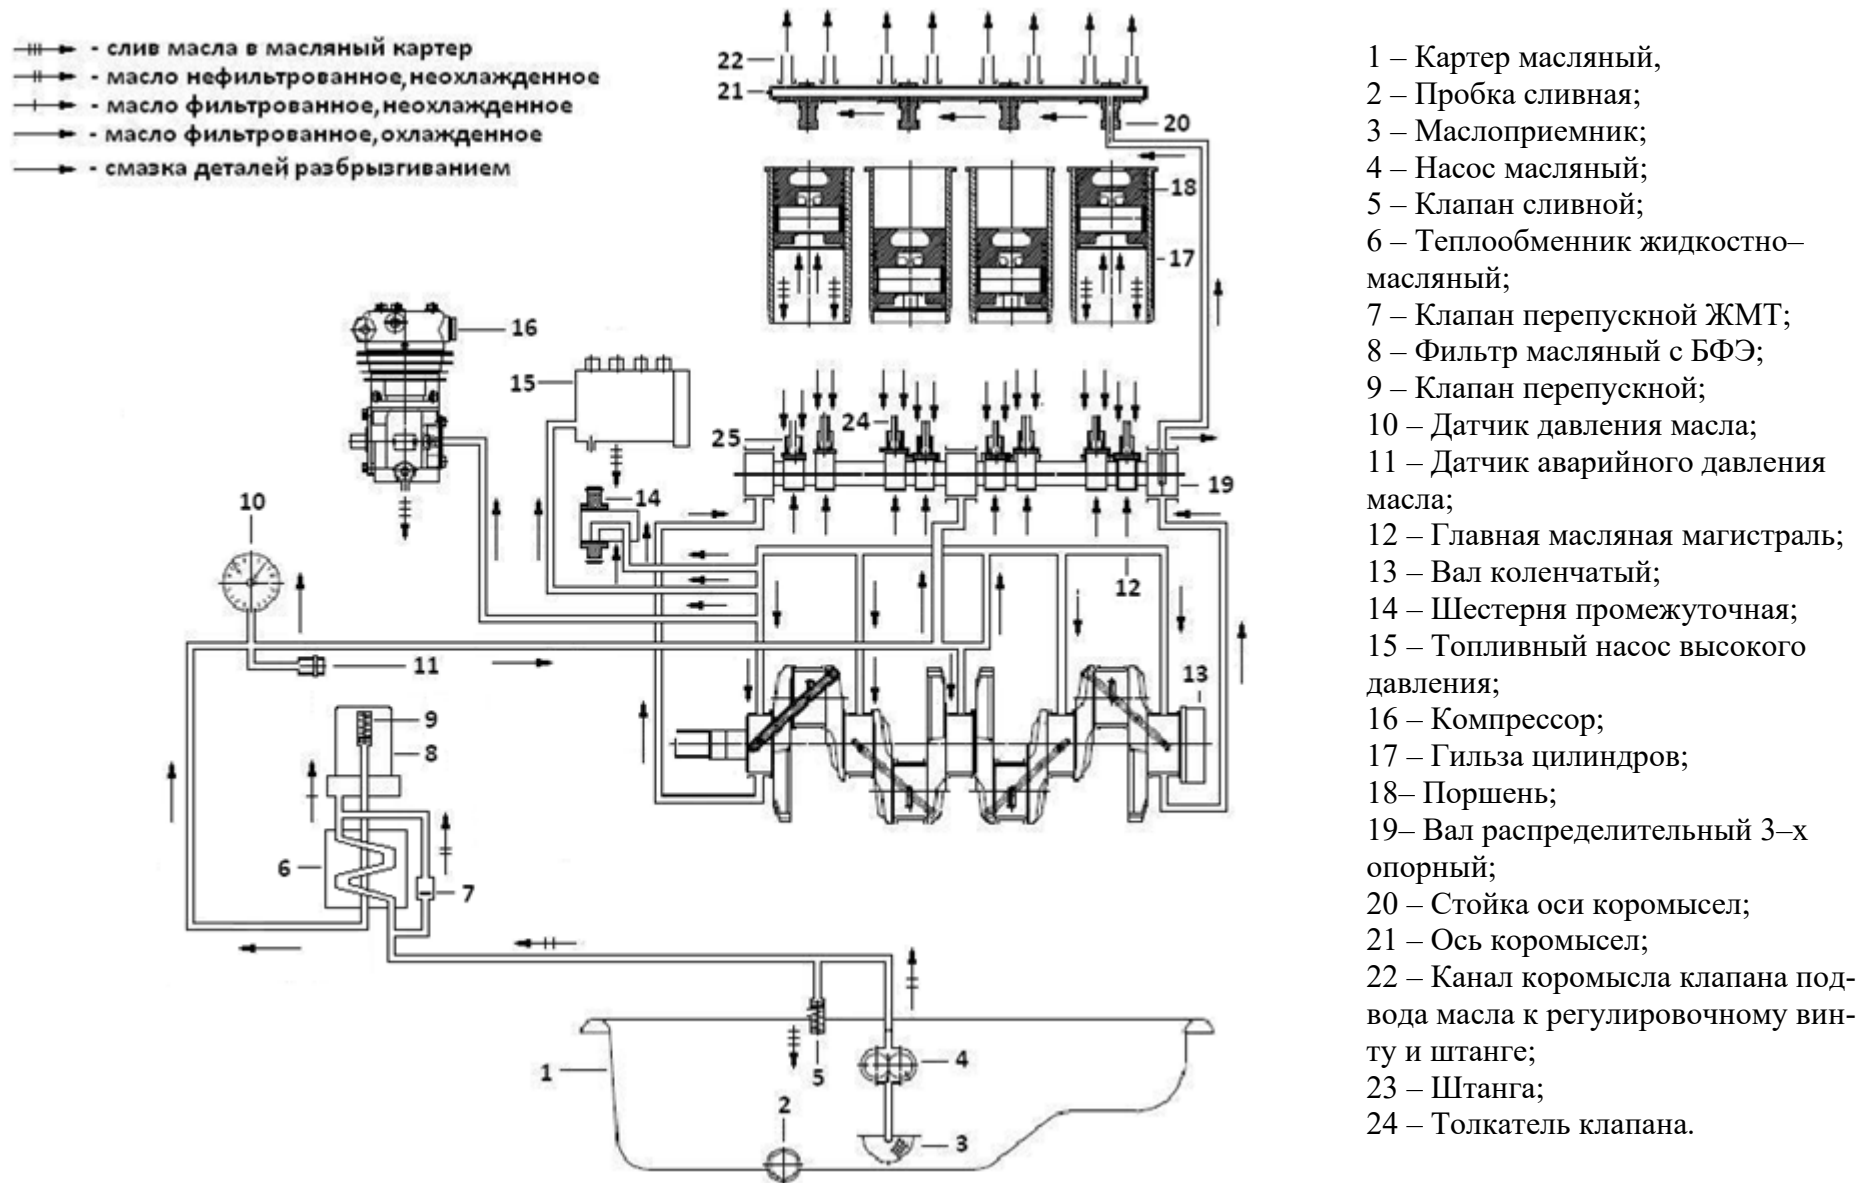 - слив масла в масляный картер
- масло нефильтрованное, неохлажденное
- масло фильтрованное, неохлажденное
- масло фильтрованное, охлажденное
- смазка деталей разбрызгиванием
22
21
20
18
17
16
15
24
25
14
19
10
12
11
13
9
8
6
7
4
5
1
2
3
1 – Картер масляный,
2 – Пробка сливная;
3 – Маслоприемник;
4 – Насос масляный;
5 – Клапан сливной;
6 – Теплообменник жидкостно–
масляный;
7 – Клапан перепускной ЖМТ;
8 – Фильтр масляный с БФЭ;
9 – Клапан перепускной;
10 – Датчик давления масла;
11 – Датчик аварийного давления
масла;
12 – Главная масляная магистраль;
13 – Вал коленчатый;
14 – Шестерня промежуточная;
15 – Топливный насос высокого
давления;
16 – Компрессор;
17 – Гильза цилиндров;
18– Поршень;
19– Вал распределительный 3–х
опорный;
20 – Стойка оси коромысел;
21 – Ось коромысел;
22 – Канал коромысла клапана под-
вода масла к регулировочному вин-
ту и штанге;
23 – Штанга;
24 – Толкатель клапана.